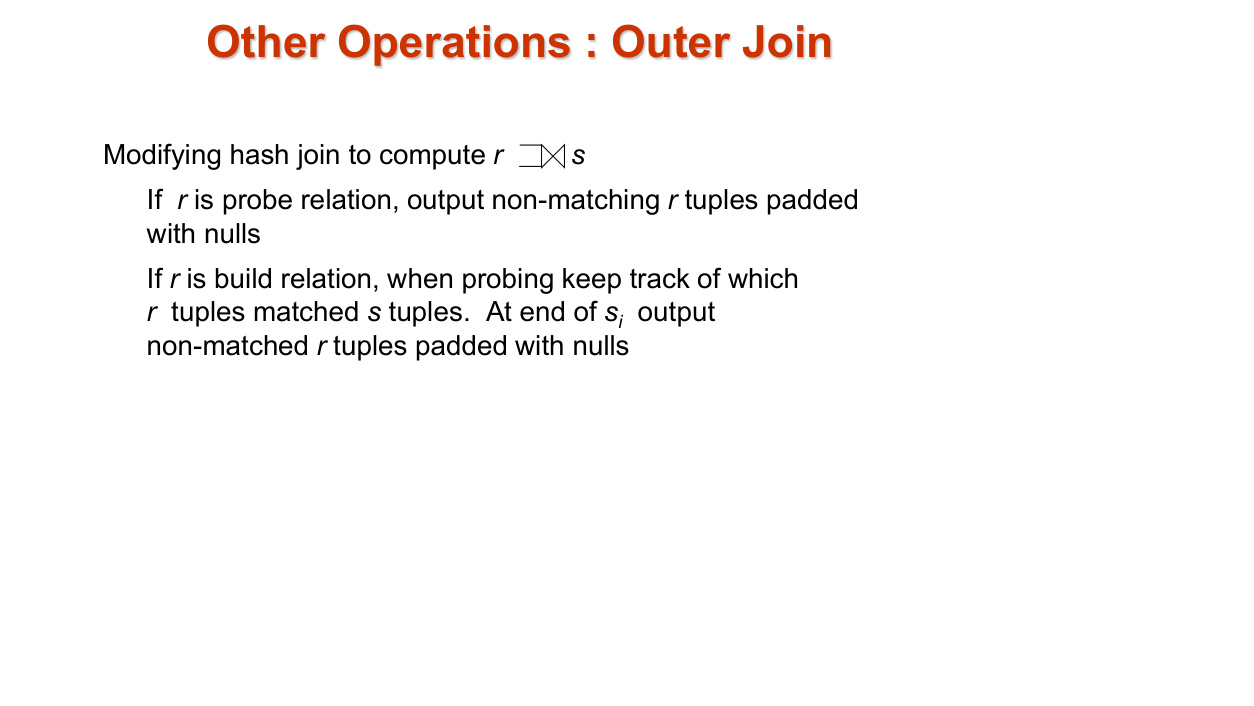 Other Operations : Outer Join
Modifying hash join to compute r ⟕ s
If r is probe relation, output non-matching r tuples padded
with nulls
If r is build relation, when probing keep track of which
r tuples matched s tuples. At end of si output
non-matched r tuples padded with nulls